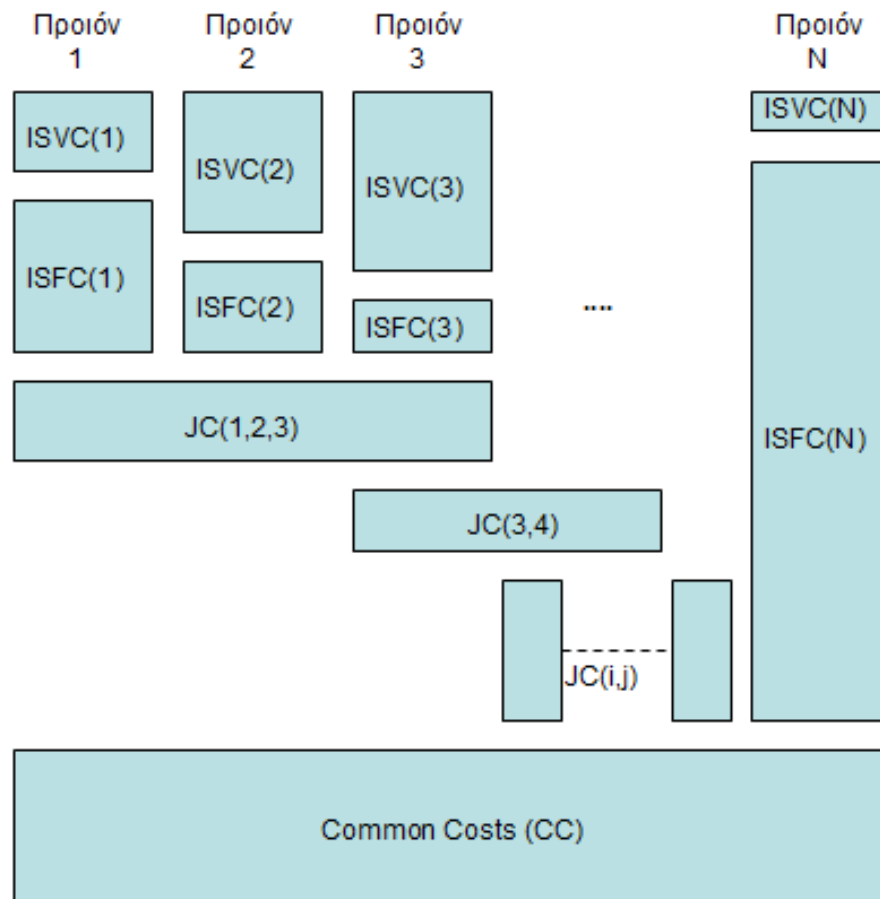 Προιόν Προιόν Προιόν Προιόν
1 2 3 N
ISVC(1) ISVC(2) ISVC(3) ISVC(N)
ISFC(1) ISFC(2) ISFC(3) .... ISFC(N)
JC(1,2,3)
JC(3,4)
JC(i,j)
Common Costs (CC)